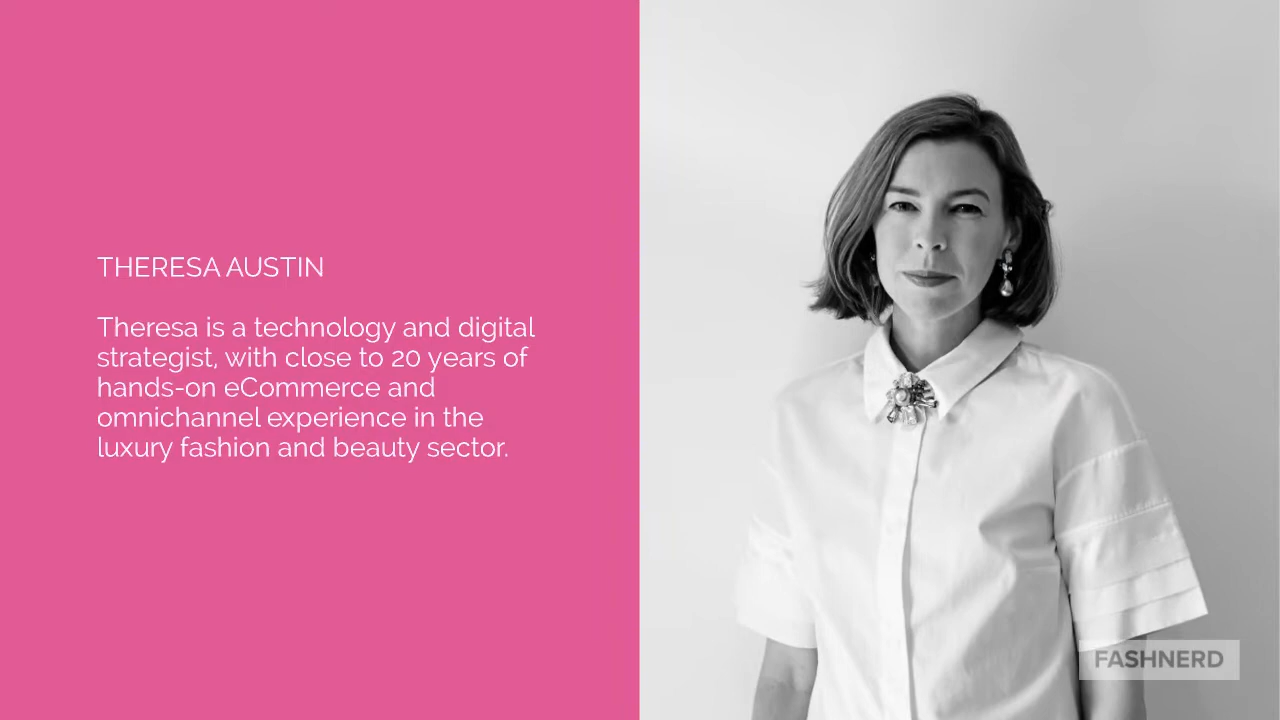 THERESA AUSTIN
Theresa is a technology and digital
strategist, with close to 20 years of
hands-on eCommerce and
omnichannel experience in the
luxury fashion and beauty sector.
FASHNERD